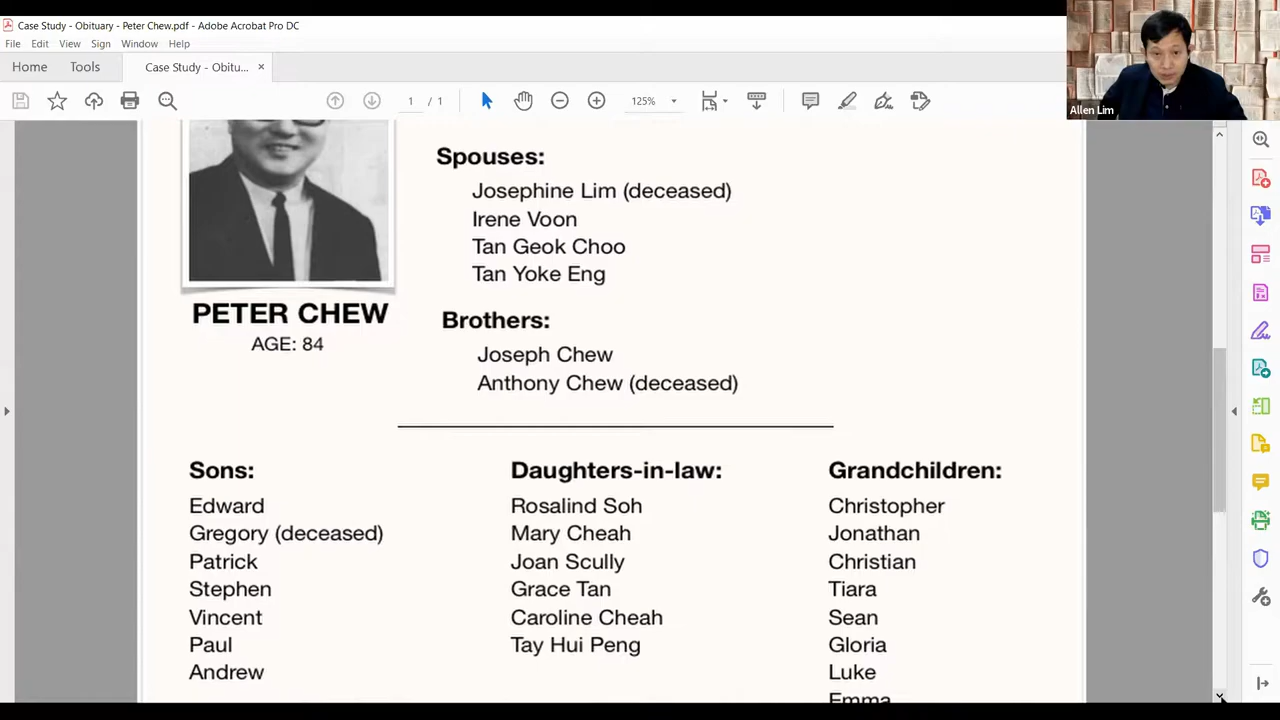 Case Study - Obituary - Peter Chew.pdf - Adobe Acrobat Pro DC
File Edit View Sign Window Help
Home Tools Case Study - Obitu... ×
1 / 1 125%
Allen Lim
Spouses:
Josephine Lim (deceased)
Irene Voon
Tan Geok Choo
Tan Yoke Eng
PETER CHEW
AGE: 84
Brothers:
Joseph Chew
Anthony Chew (deceased)
Sons:
Edward
Gregory (deceased)
Patrick
Stephen
Vincent
Paul
Andrew
Daughters-in-law:
Rosalind Soh
Mary Cheah
Joan Scully
Grace Tan
Caroline Cheah
Tay Hui Peng
Grandchildren:
Christopher
Jonathan
Christian
Tiara
Sean
Gloria
Luke
Emma